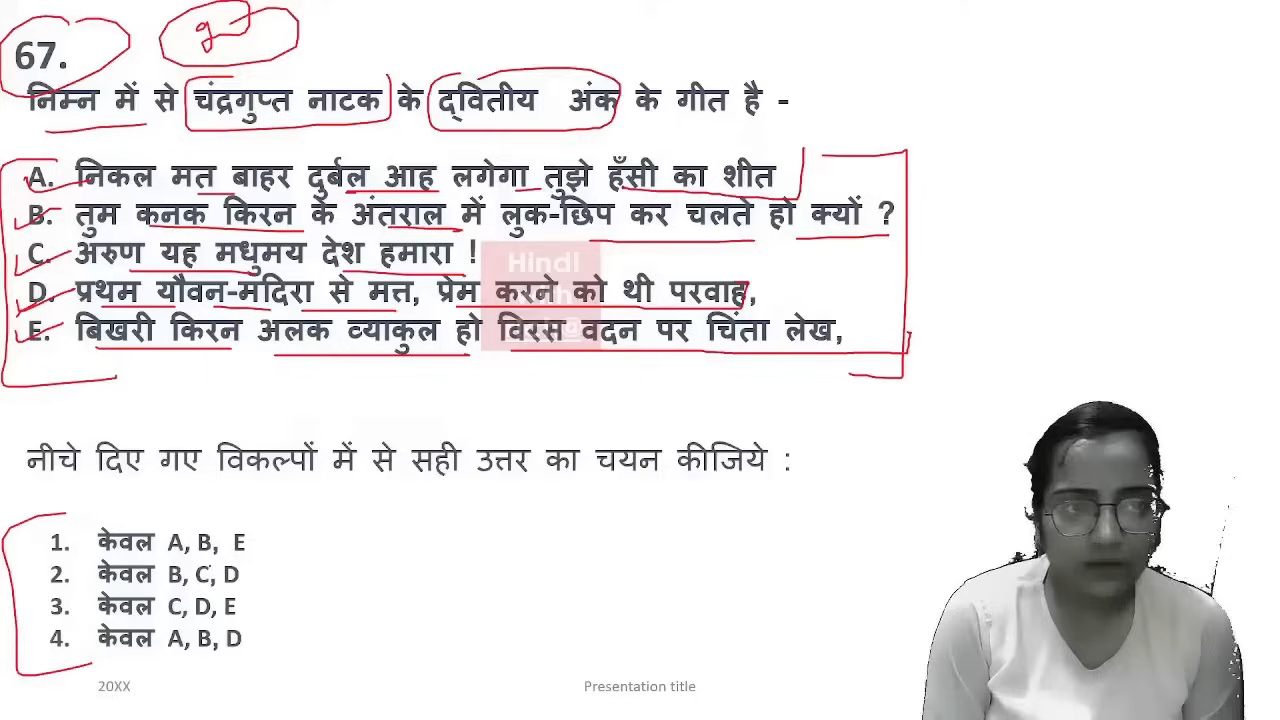 67.
निम्न में से चंद्रगुप्त नाटक के द्वितीय अंक के गीत है -
A. निकल मत बाहर दुर्बल आह लगेगा तुझे हँसी का शीत
B. तुम कनक किरन के अंतराल में लुक-छिप कर चलते हो क्यों ?
C. अरुण यह मधुमय देश हमारा !
D. प्रथम यौवन-मदिरा से मत्त, प्रेम करने को थी परवाह,
E. बिखरी किरन अलक व्याकुल हो विरस वदन पर चिंता लेख,
Hindi
नीचे दिए गए विकल्पों में से सही उत्तर का चयन कीजिये :
1. केवल A, B, E
2. केवल B, C, D
3. केवल C, D, E
4. केवल A, B, D
20XX
Presentation title